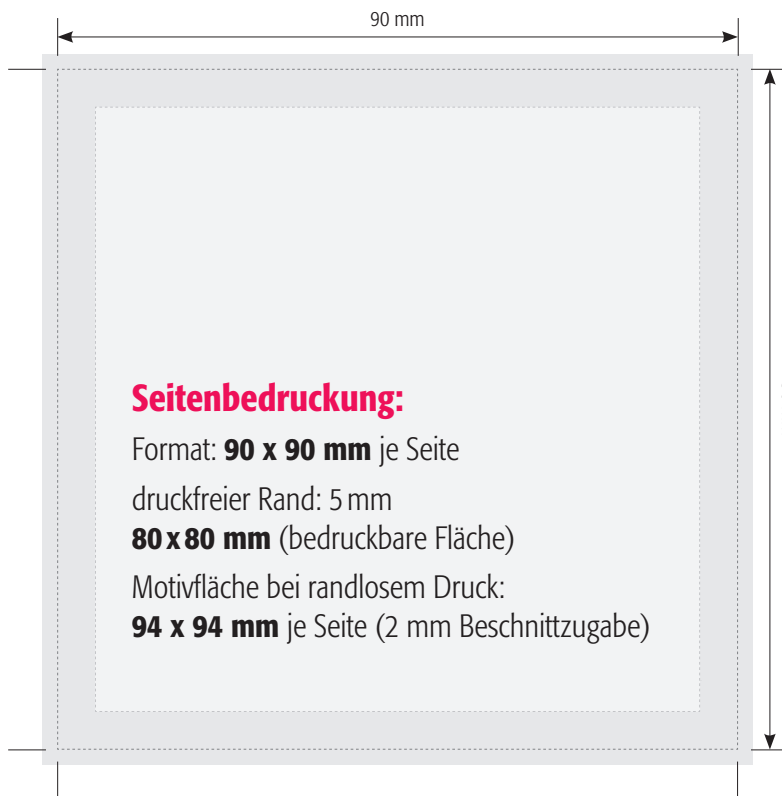 90 mm
Seitenbedruckung:
Format: 90 x 90 mm je Seite
druckfreier Rand: 5 mm
80 x 80 mm (bedruckbare Fläche)
Motivfläche bei randlosem Druck:
94 x 94 mm je Seite (2 mm Beschnittzugabe)